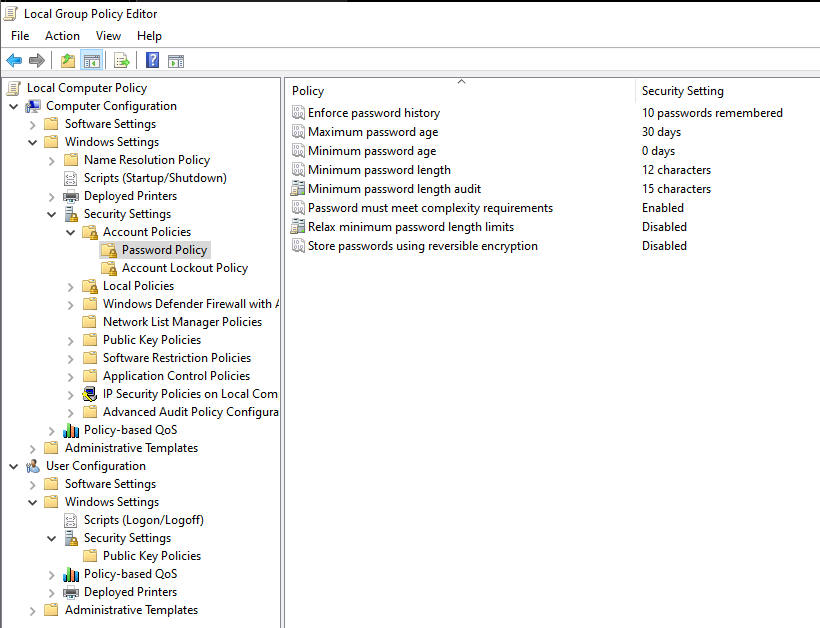 Local Group Policy Editor
File Action View Help
Local Computer Policy
Computer Configuration
Software Settings
Windows Settings
Name Resolution Policy
Scripts (Startup/Shutdown)
Deployed Printers
Security Settings
Account Policies
Password Policy
Account Lockout Policy
Local Policies
Windows Defender Firewall with A
Network List Manager Policies
Public Key Policies
Software Restriction Policies
Application Control Policies
IP Security Policies on Local Com
Advanced Audit Policy Configura
Policy-based QoS
Administrative Templates
User Configuration
Software Settings
Windows Settings
Scripts (Logon/Logoff)
Security Settings
Public Key Policies
Policy-based QoS
Deployed Printers
Administrative Templates
Policy Security Setting
Enforce password history 10 passwords remembered
Maximum password age 30 days
Minimum password age 0 days
Minimum password length 12 characters
Minimum password length audit 15 characters
Password must meet complexity requirements Enabled
Relax minimum password length limits Disabled
Store passwords using reversible encryption Disabled